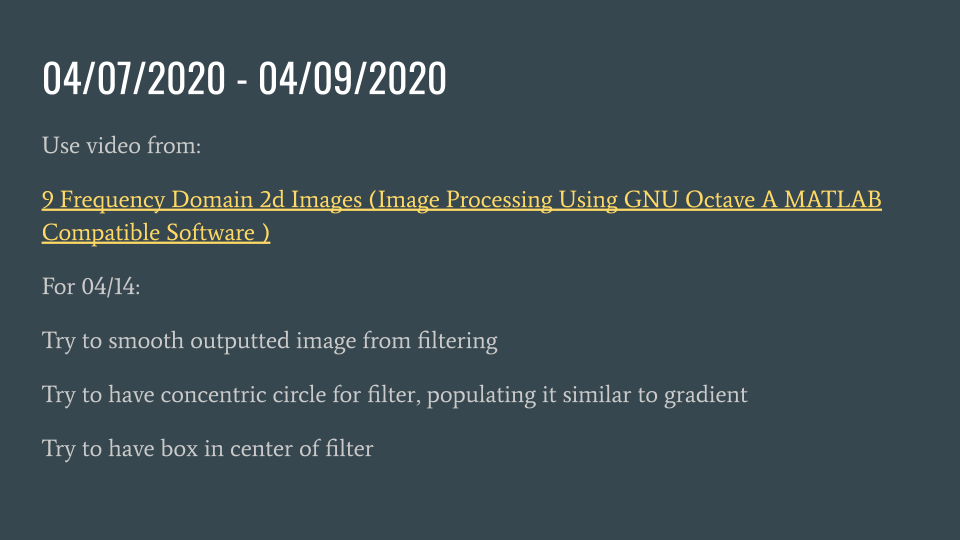 04/07/2020 - 04/09/2020
Use video from:
9 Frequency Domain 2d Images (Image Processing Using GNU Octave A MATLAB
Compatible Software )
For 04/14:
Try to smooth outputted image from filtering
Try to have concentric circle for filter, populating it similar to gradient
Try to have box in center of filter